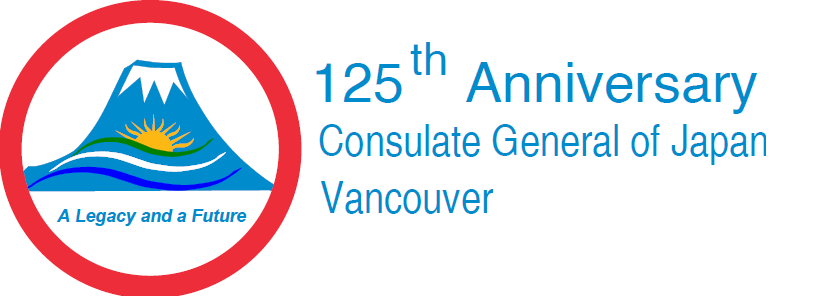 125th Anniversary
Consulate General of Japan
Vancouver
A Legacy and a Future